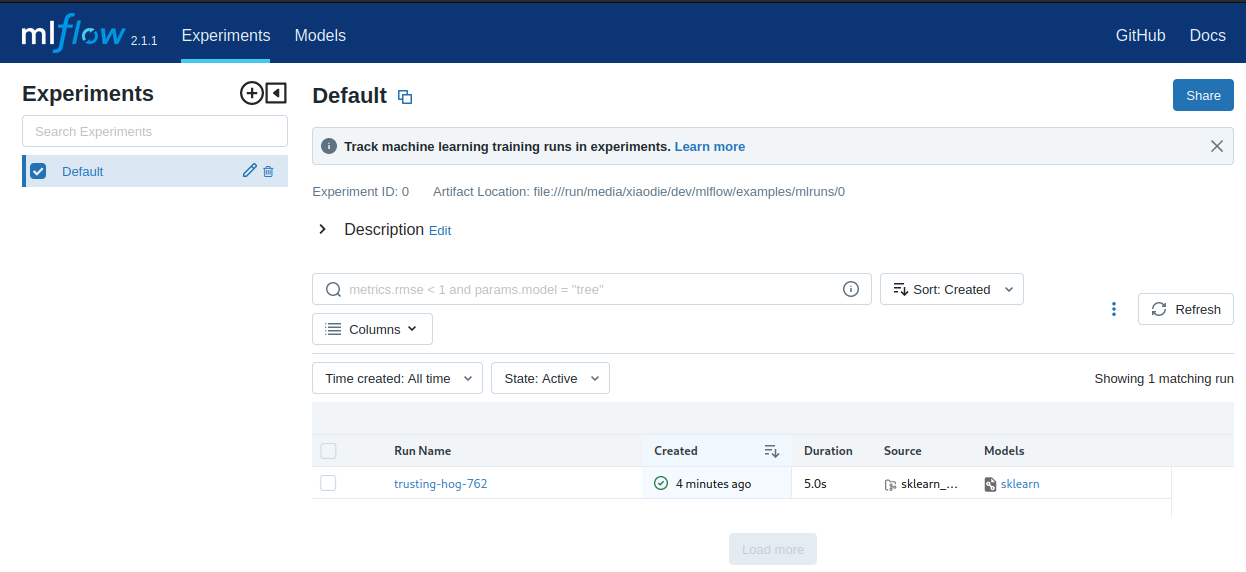 mlflow 2.1.1 Experiments Models GitHub Docs
Experiments
Search Experiments
Default
Default
Share
Track machine learning training runs in experiments. Learn more
Experiment ID: 0 Artifact Location: file:///run/media/xiaodie/dev/mlflow/examples/mlruns/0
Description Edit
metrics.rmse < 1 and params.model = "tree"
Sort: Created
Refresh
Columns
Time created: All time State: Active Showing 1 matching run
Run Name Created Duration Source Models
trusting-hog-762 4 minutes ago 5.0s sklearn_... sklearn
Load more